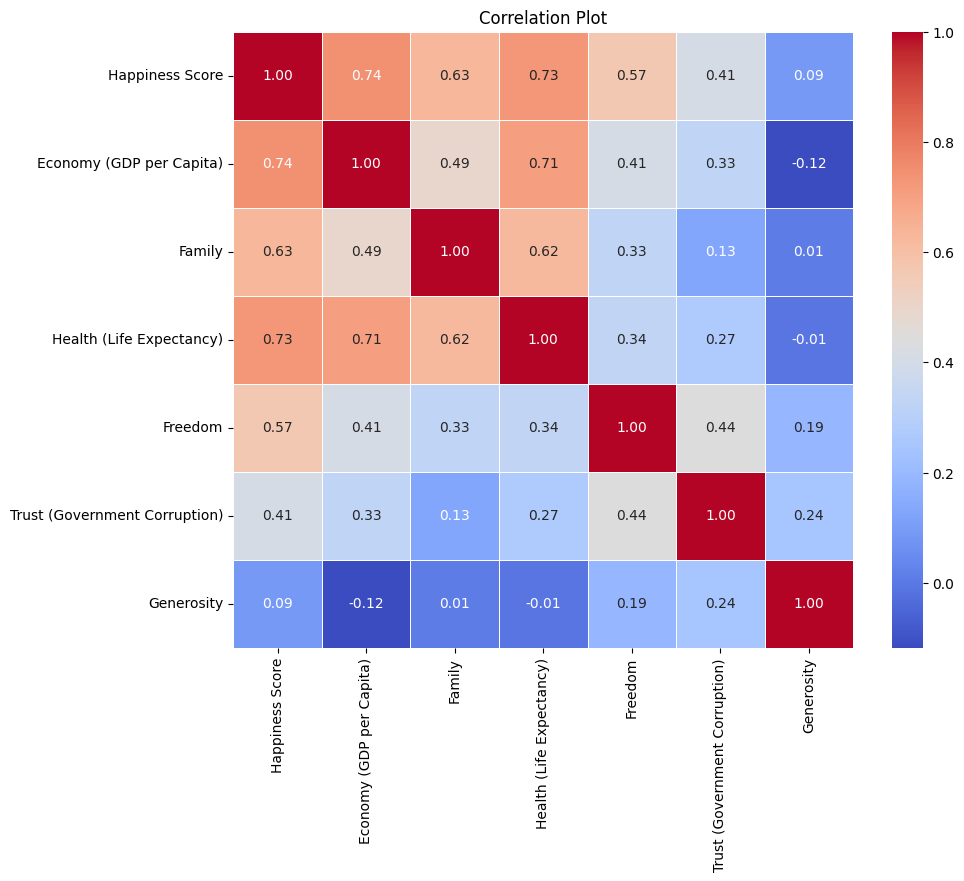 Correlation Plot
Happiness Score 1.00 0.74 0.63 0.73 0.57 0.41 0.09
Economy (GDP per Capita) 0.74 1.00 0.49 0.71 0.41 0.33 -0.12
Family 0.63 0.49 1.00 0.62 0.33 0.13 0.01
Health (Life Expectancy) 0.73 0.71 0.62 1.00 0.34 0.27 -0.01
Freedom 0.57 0.41 0.33 0.34 1.00 0.44 0.19
Trust (Government Corruption) 0.41 0.33 0.13 0.27 0.44 1.00 0.24
Generosity 0.09 -0.12 0.01 -0.01 0.19 0.24 1.00
Happiness Score
Economy (GDP per Capita)
Family
Health (Life Expectancy)
Freedom
Trust (Government Corruption)
Generosity
1.0
0.8
0.6
0.4
0.2
0.0